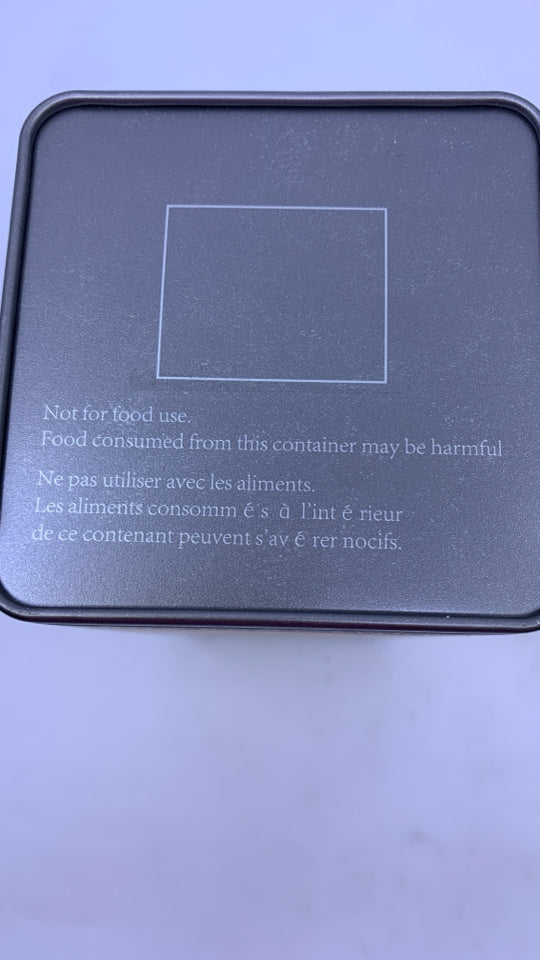 Not for food use.
Food consumed from this container may be harmful
Ne pas utiliser avec les aliments.
Les aliments consomm é s à l'int é rieur
de ce contenant peuvent s'av é rer nocifs.